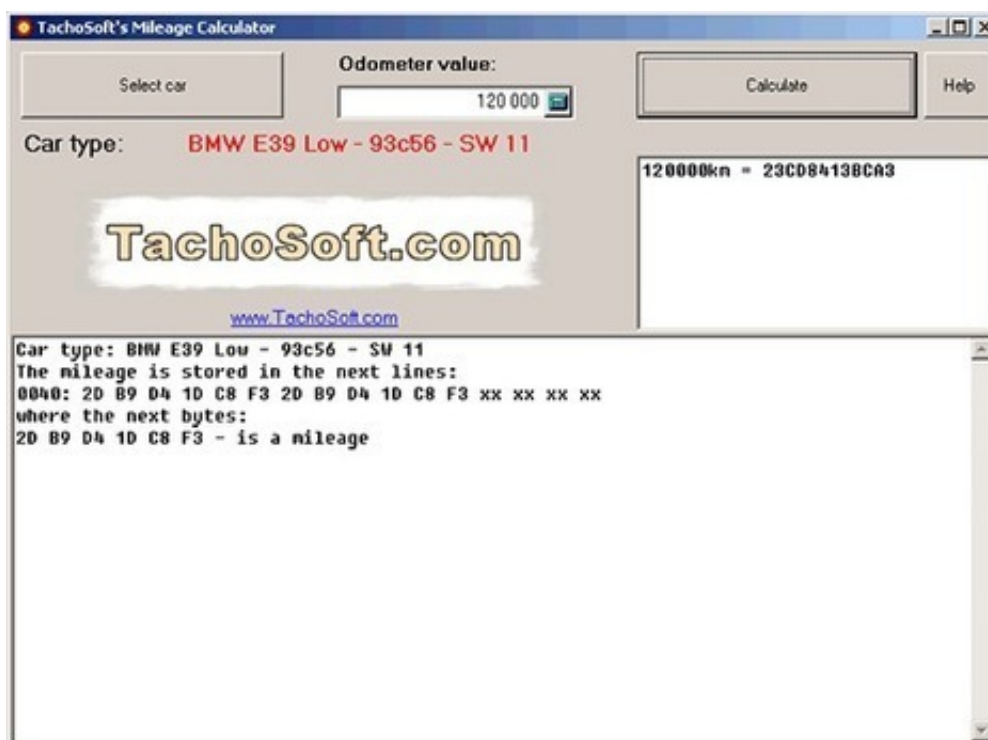 TachoSoft's Mileage Calculator
Select car
Odometer value:
120 000
Calculate
Help
Car type: BMW E39 Low - 93c56 - SW 11
120000km = 23CD8413BCA3
TachoSoft.com
www.TachoSoft.com
Car type: BMW E39 Low - 93c56 - SW 11
The mileage is stored in the next lines:
0040: 2D B9 D4 1D C8 F3 2D B9 D4 1D C8 F3 xx xx xx xx
where the next bytes:
2D B9 D4 1D C8 F3 - is a mileage